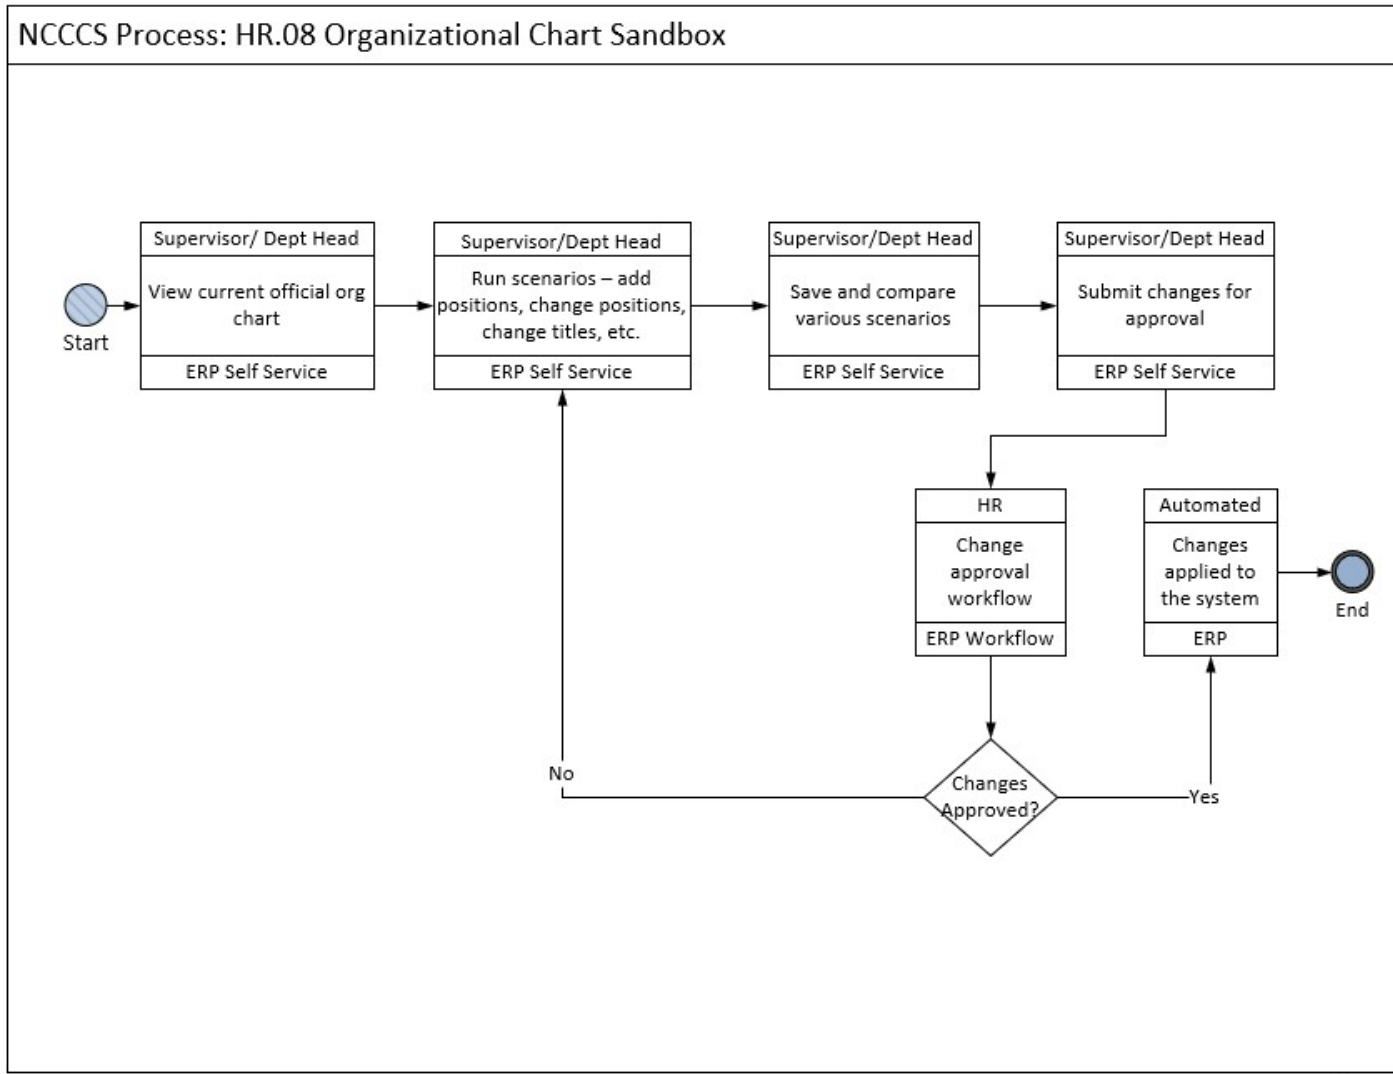 NCCCS Process: HR.08 Organizational Chart Sandbox
Start
Supervisor/ Dept Head
View current official org
chart
ERP Self Service
Supervisor/Dept Head
Run scenarios – add
positions, change positions,
change titles, etc.
ERP Self Service
Supervisor/Dept Head
Save and compare
various scenarios
ERP Self Service
Supervisor/Dept Head
Submit changes for
approval
ERP Self Service
HR
Change
approval
workflow
ERP Workflow
Changes
Approved?
No
Yes
Automated
Changes
applied to
the system
ERP
End